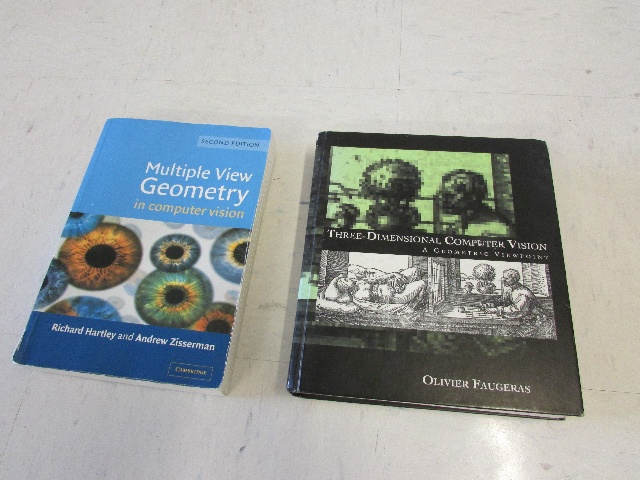 SECOND EDITION
Multiple View
Geometry
in computer vision
Richard Hartley and Andrew Zisserman
CAMBRIDGE
THREE-DIMENSIONAL COMPUTER VISION
A GEOMETRIC VIEWPOINT
OLIVIER FAUGERAS